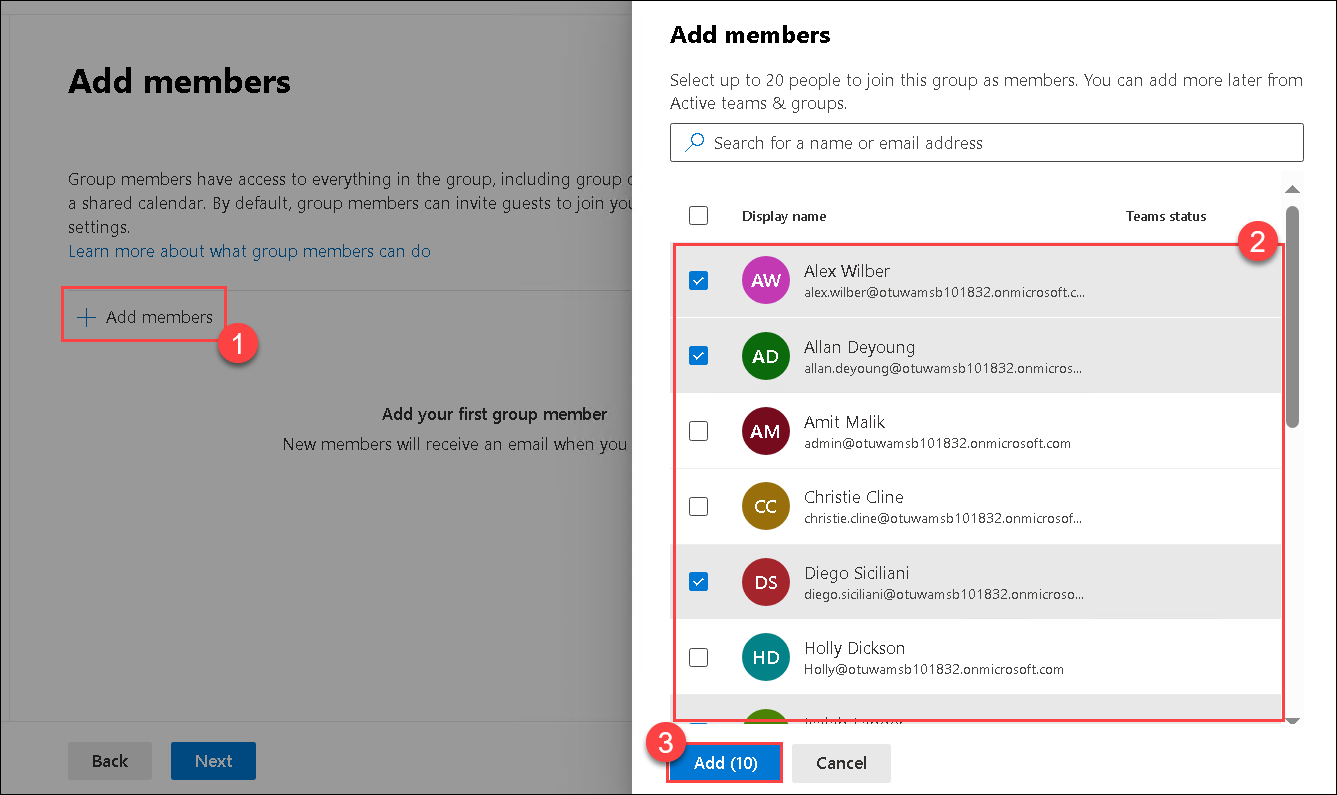 Add members
Group members have access to everything in the group, including group
a shared calendar. By default, group members can invite guests to join
settings.
Learn more about what group members can do
Add members
1
Add your first group member
New members will receive an email when you
Back
Next
Add members
Select up to 20 people to join this group as members. You can add more later from
Active teams & groups.
Search for a name or email address
Display name
Teams status
2
AW
Alex Wilber
alex.wilber@otuwamsb101832.onmicrosoft.c...
AD
Allan Deyoung
allan.deyoung@otuwamsb101832.onmicros...
AM
Amit Malik
admin@otuwamsb101832.onmicrosoft.com
CC
Christie Cline
christie.cline@otuwamsb101832.onmicrosof...
DS
Diego Siciliani
diego.siciliani@otuwamsb101832.onmicroso...
HD
Holly Dickson
Holly@otuwamsb101832.onmicrosoft.com
3
Add (10)
Cancel